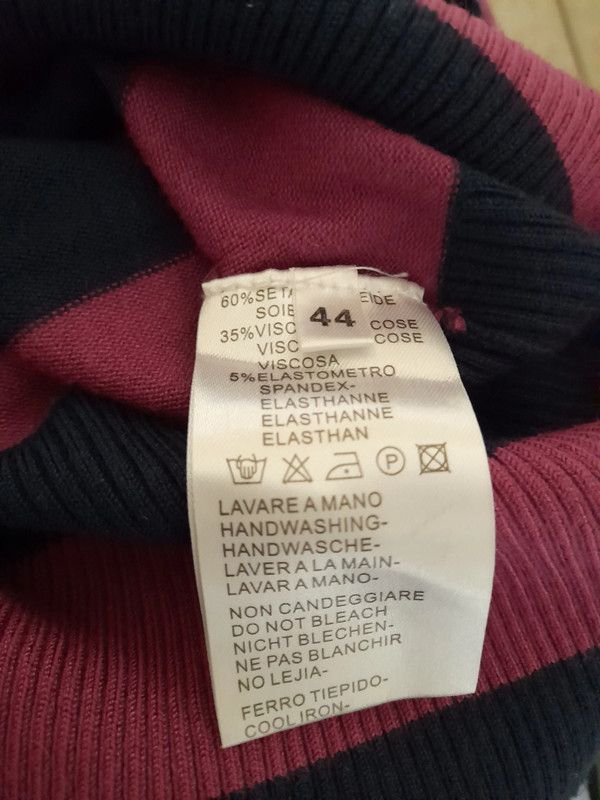 60%SETA EIDE
SOIE
44
35%VISC COSE
VISC COSE
VISCOSA
5%ELASTOMETRO
SPANDEX-
ELASTHANNE
ELASTHANNE
ELASTHAN
P
LAVARE A MANO
HANDWASHING-
HANDWASCHE-
LAVER A LA MAIN-
LAVAR A MANO-
NON CANDEGGIARE
DO NOT BLEACH
NICHT BLECHEN-
NE PAS BLANCHIR
NO LEJIA-
FERRO TIEPIDO-
COOL IRON-